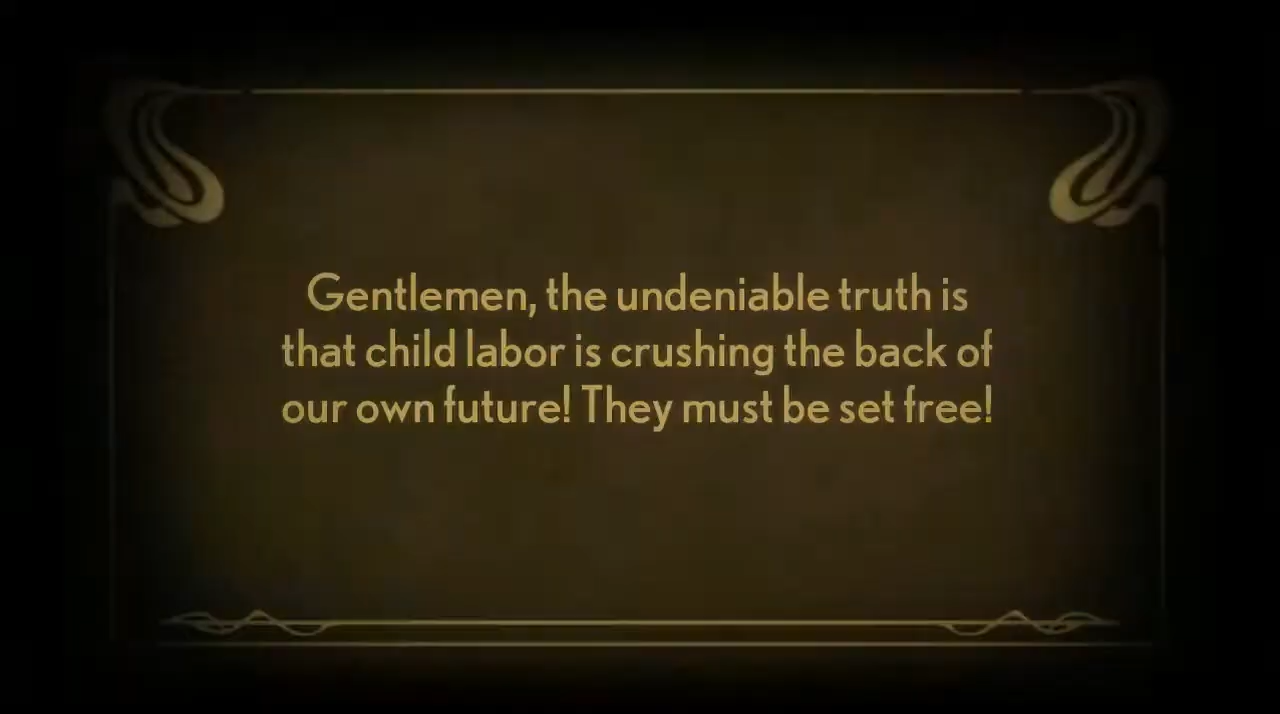 Gentlemen, the undeniable truth is
that child labor is crushing the back of
our own future! They must be set free!